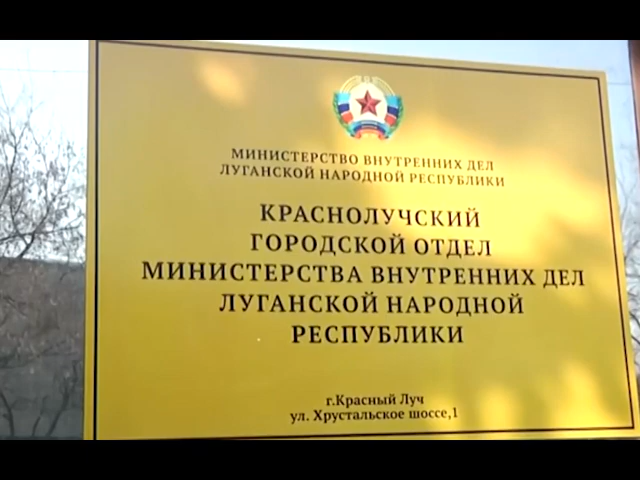 МИНИСТЕРСТВО ВНУТРЕННИХ ДЕЛ
ЛУГАНСКОЙ НАРОДНОЙ РЕСПУБЛИКИ
КРАСНОЛУЧСКИЙ
ГОРОДСКОЙ ОТДЕЛ
МИНИСТЕРСТВА ВНУТРЕННИХ ДЕЛ
ЛУГАНСКОЙ НАРОДНОЙ
РЕСПУБЛИКИ
г.Красный Луч
ул. Хрустальское шоссе,1